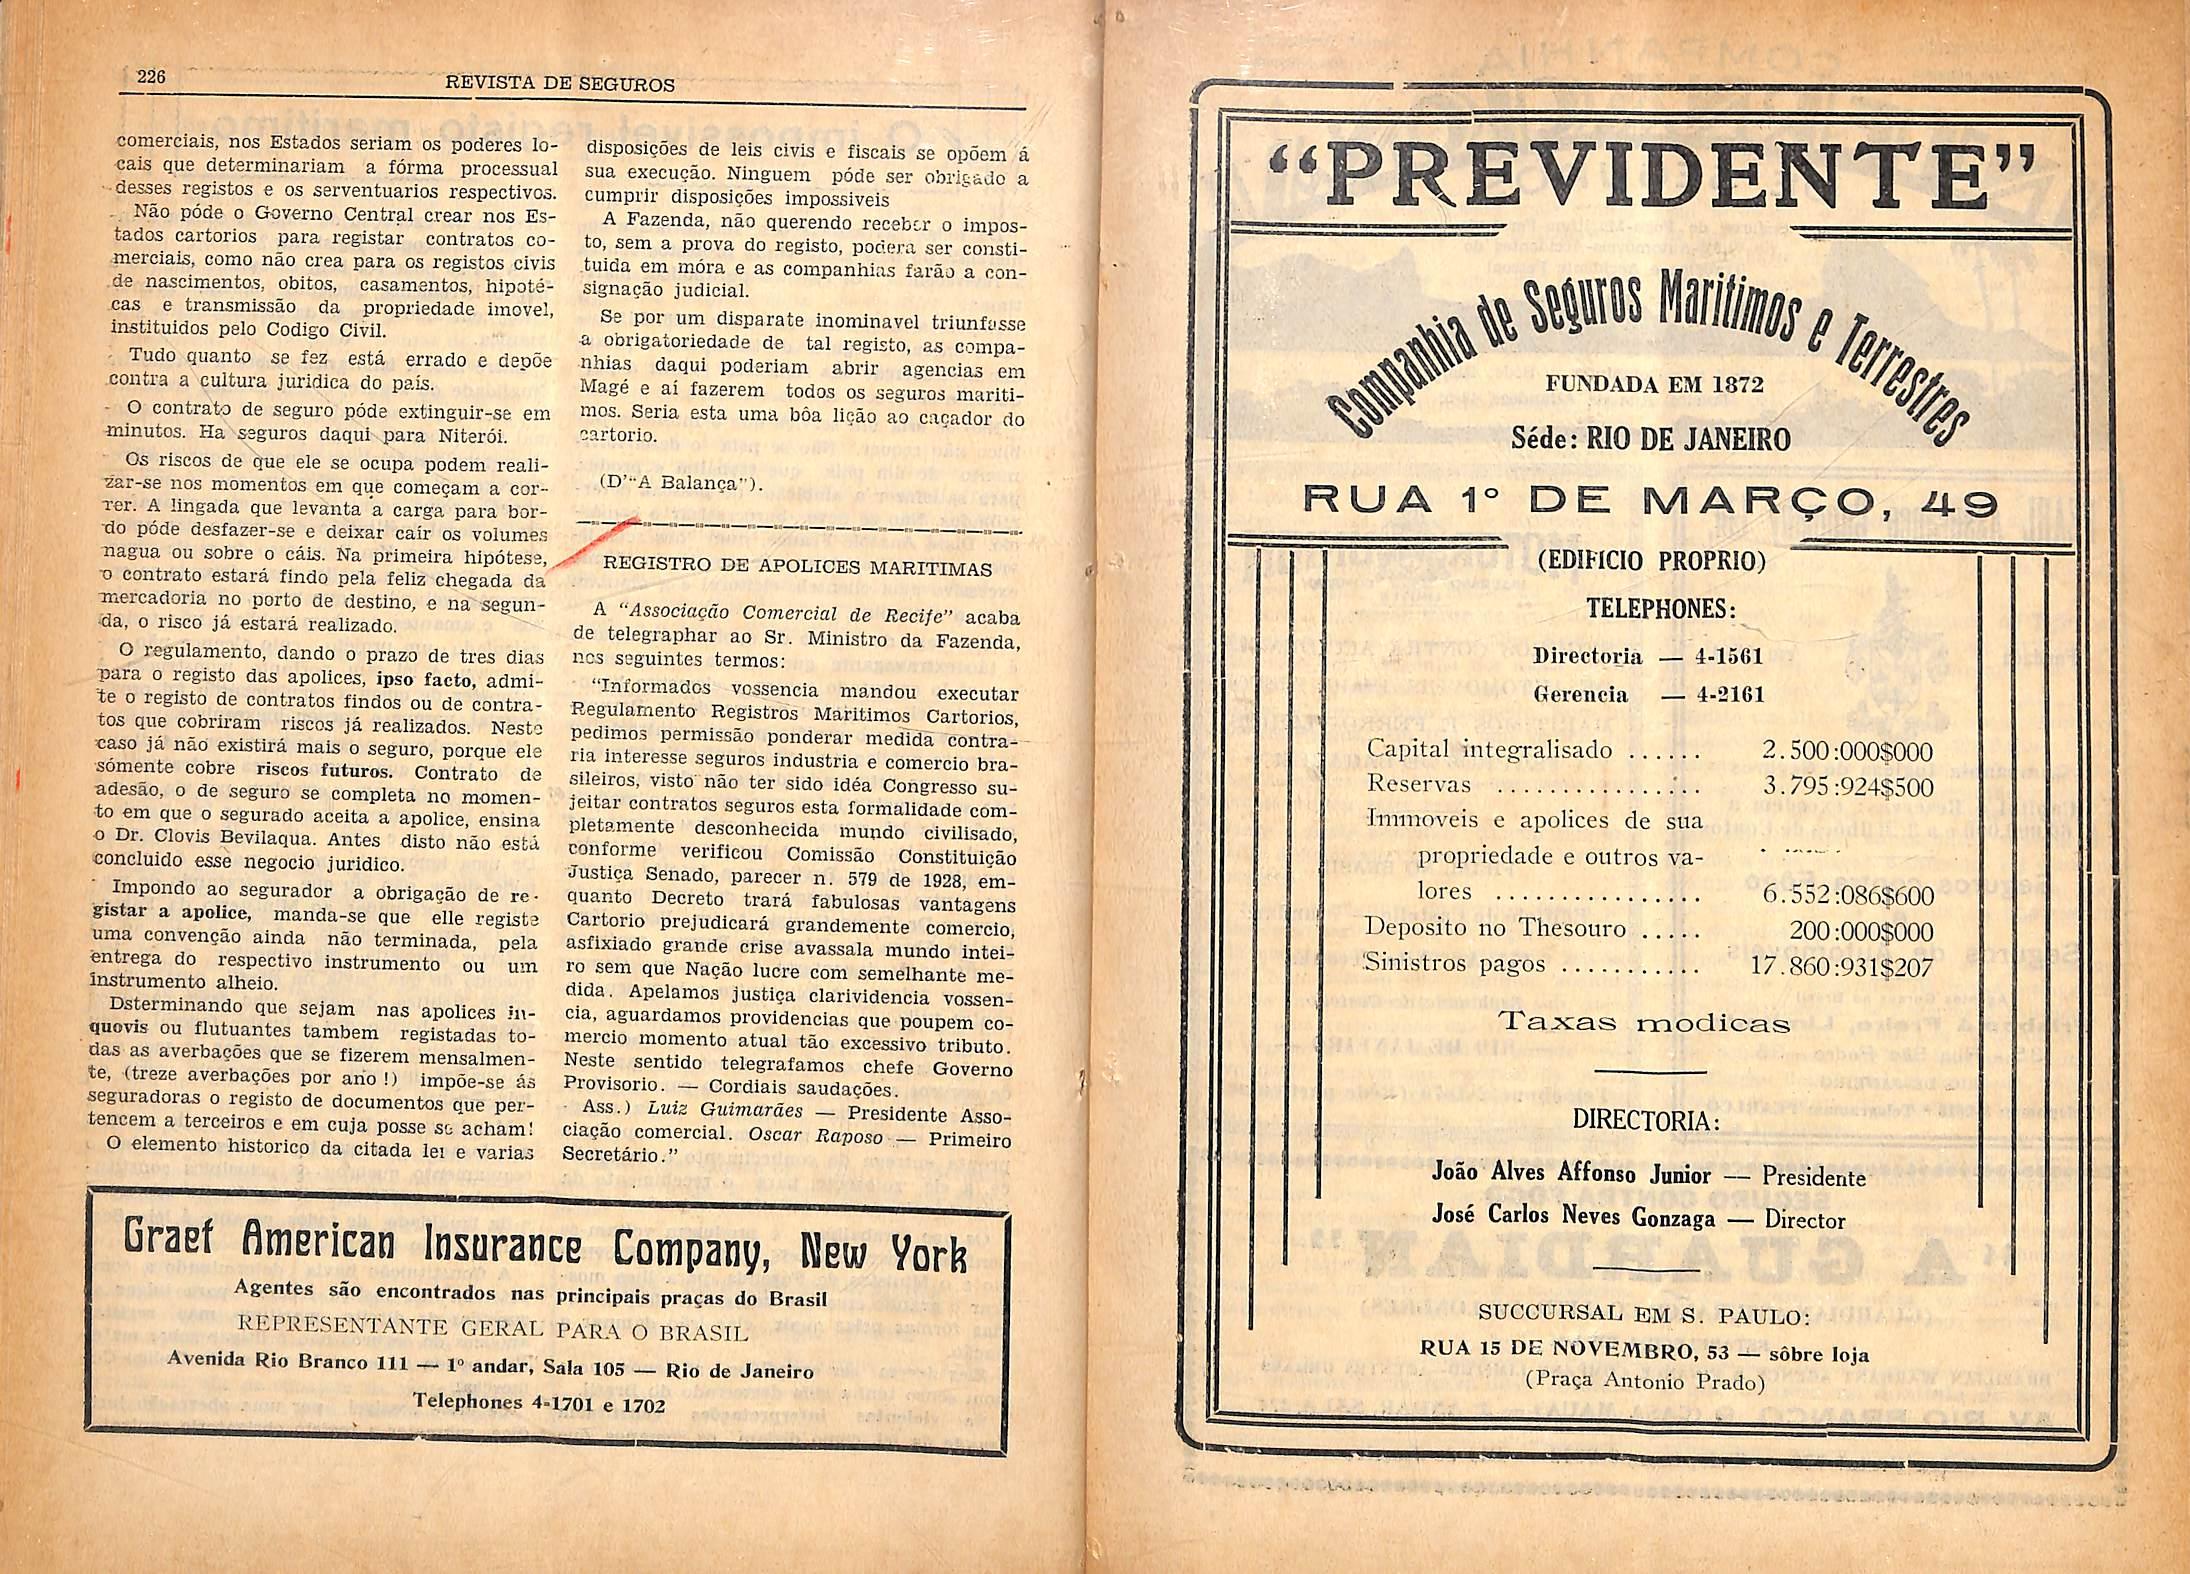 226
REVISTA DE SEGUROS
comerciais, nos Estados seriam os poderes lo-
cais que determinariam a fórma processual
desses registos e os serventuarios respectivos.
Não póde o Governo Central crear nos Es-
tados cartorios para registar contratos co-
merciais, como não crea para os registos civis
de nascimentos, obitos, casamentos, hipoté-
cas e transmissão da propriedade imovel,
instituidos pelo Codigo Civil.
Tudo quanto se fez está errado e depõe
contra a cultura juridica do país.
O contrato de seguro póde extinguir-se em
minutos. Ha seguros daqui para Niterói.
Os riscos de que ele se ocupa podem reali-
zar-se nos momentos em que começam a cor-
rer. A lingada que levanta a carga para bor-
do póde desfazer-se e deixar caír os volumes
nagua ou sobre o cáis. Na primeira hipótese,
o contrato estará findo pela feliz chegada da
mercadoria no porto de destino, e na segun-
da, o risco já estará realizado.
O regulamento, dando o prazo de tres dias
para o registo das apolices, ipso facto, admi-
te o registo de contratos findos ou de contra-
tos que cobriram riscos já realizados. Neste
caso já não existirá mais o seguro, porque ele
sómente cobre riscos futuros. Contrato de
adesão, o de seguro se completa no momen-
to em que o segurado aceita a apolice, ensina
o Dr. Clovis Bevilaqua. Antes disto não está
concluido esse negocio juridico.
Impondo ao segurador a obrigação de re-
gistar a apolice, manda-se que elle registe
uma convenção ainda não terminada, pela
entrega do respectivo instrumento ou um
instrumento alheio.
Dsterminando que sejam nas apolices in-
quovis ou flutuantes tambem registadas to-
das as averbações que se fizerem mensalmen-
te, (treze averbações por ano!) impõe-se ás
seguradoras o registo de documentos que per-
tencem a terceiros e em cuja posse se acham!
O elemento historico da citada lei e varias
disposições de leis civis e fiscais se opõem á
sua execução. Ninguem póde ser obrigado a
cumprir disposições impossiveis
A Fazenda, não querendo receber o impos-
to, sem a prova do registo, podera ser consti-
tuida em móra e as companhias farão a con-
signação judicial.
Se por um disparate inominavel triunfasse
a obrigatoriedade de tal registo, as compa-
nhias daqui poderiam abrir agencias em
Magé e aí fazerem todos os seguros mariti-
mos. Seria esta uma bôa lição ao caçador do
cartorio.
(D'"A Balança").
REGISTRO DE APOLICES MARITIMAS
A "Associação Comercial de Recife" acaba
de telegraphar ao Sr. Ministro da Fazenda,
nos seguintes termos:
"Informados vossencia mandou executar
Regulamento Registros Maritimos Cartorios,
pedimos permissão ponderar medida contra-
ria interesse seguros industria e comercio bra-
sileiros, visto não ter sido idéa Congresso su-
jeitar contratos seguros esta formalidade com-
pletamente desconhecida mundo civilisado,
conforme verificou Comissão Constituição
Justiça Senado, parecer n. 579 de 1928, em-
quanto Decreto trará fabulosas vantagens
Cartorio prejudicará grandemente comercio,
asfixiado grande crise avassala mundo intei-
ro sem que Nação lucre com semelhante me-
dida. Apelamos justiça clarividencia vossen-
cia, aguardamos providencias que poupem co-
mercio momento atual tão excessivo tributo.
Neste sentido telegrafamos chefe Governo
Provisorio. — Cordiais saudações.
Ass.) Luiz Guimarães — Presidente Asso-
ciação comercial. Oscar Raposo — Primeiro
Secretário."
Graef American Insurance Company, New York
Agentes são encontrados nas principais praças do Brasil
REPRESENTANTE GERAL PARA O BRASIL
Avenida Rio Branco 111 — 1º andar, Sala 105 — Rio de Janeiro
Telephones 4-1701 e 1702
"PREVIDENTE"
Companhia de Seguros Maritimos e Terrestres
FUNDADA EM 1872
Séde: RIO DE JANEIRO
RUA 1º DE MARÇO, 49
(EDIFICIO PROPRIO)
TELEPHONES:
Directoria — 4-1561
Gerencia — 4-2161
Capital integralisado ...... 2.500:000$000
Reservas ............... 3.795:924$500
Immoveis e apolices de sua
propriedade e outros va-
lores ................ 6.552:086$600
Deposito no Thesouro ..... 200:000$000
Sinistros pagos ........... 17.860:931$207
Taxas modicas
DIRECTORIA:
João Alves Affonso Junior — Presidente
José Carlos Neves Gonzaga — Director
SUCCURSAL EM S. PAULO:
RUA 15 DE NOVEMBRO, 53 — sôbre loja
(Praça Antonio Prado)